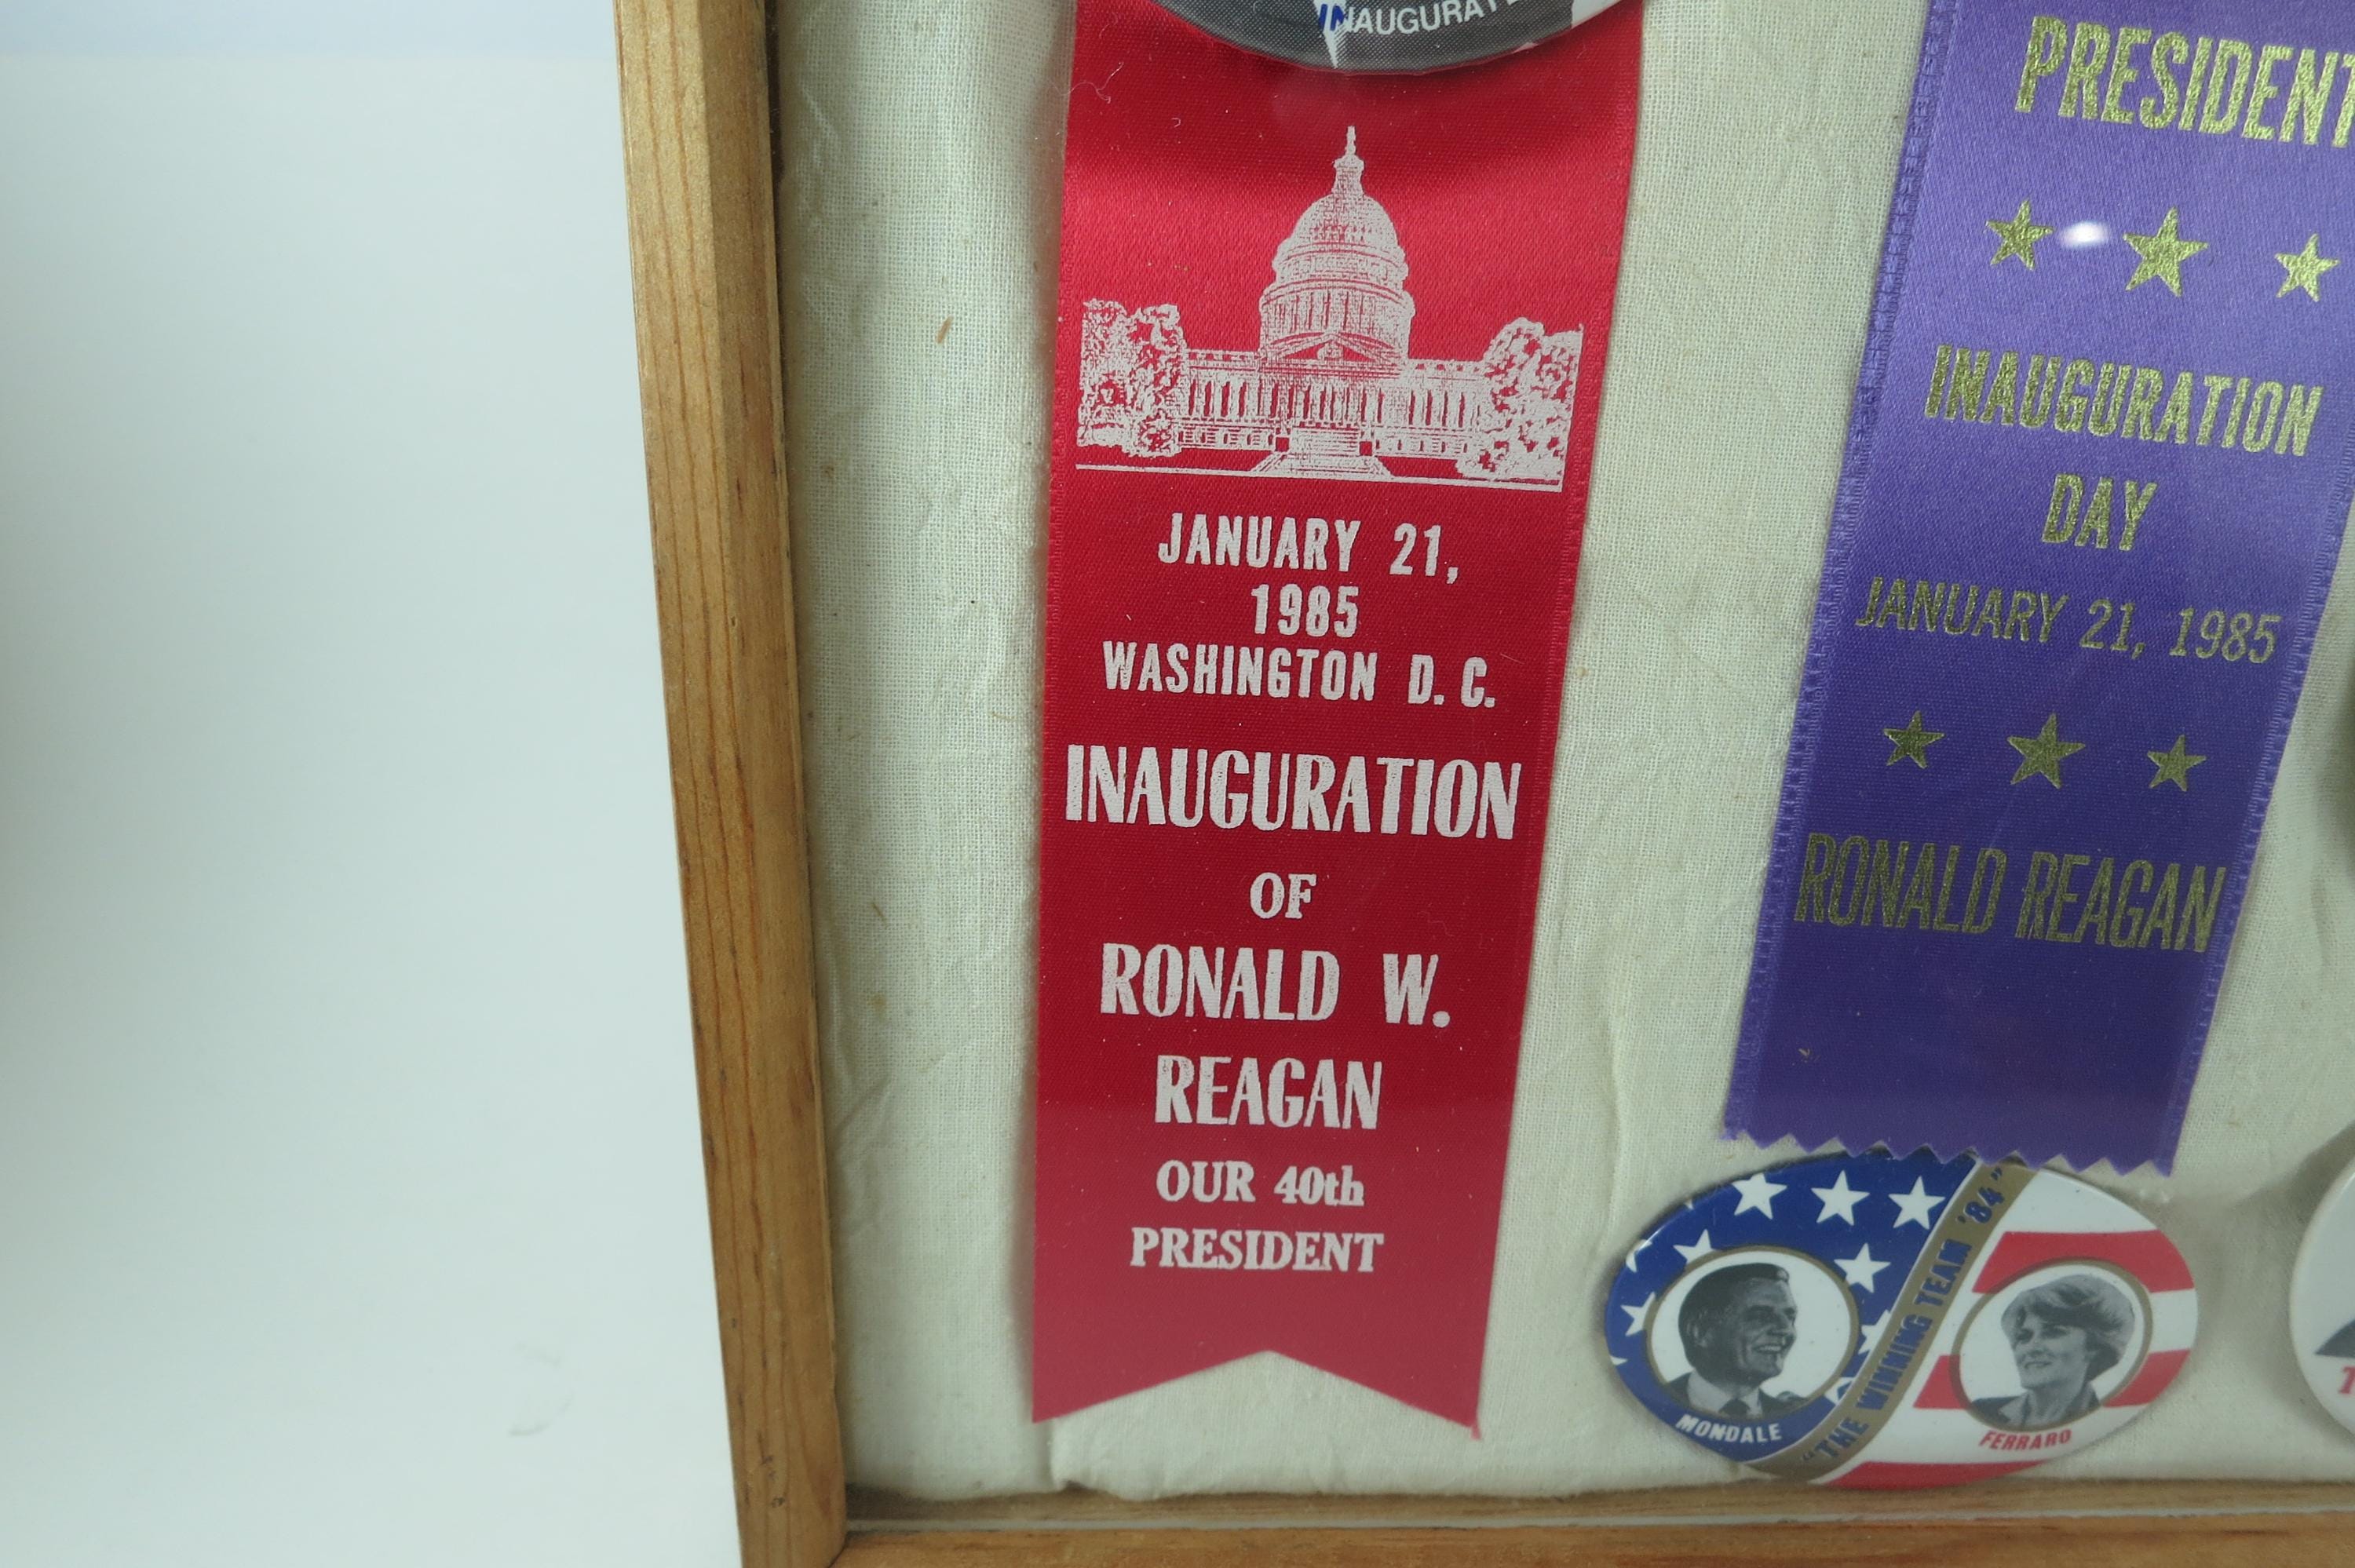 JANUARY 21,
1985
WASHINGTON D. C.
INAUGURATION
OF
RONALD W.
REAGAN
OUR 40th
PRESIDENT
PRESIDENT
INAUGURATION
DAY
JANUARY 21, 1985
RONALD REAGAN
"THE WINNING TEAM '84"
MONDALE
FERRARO